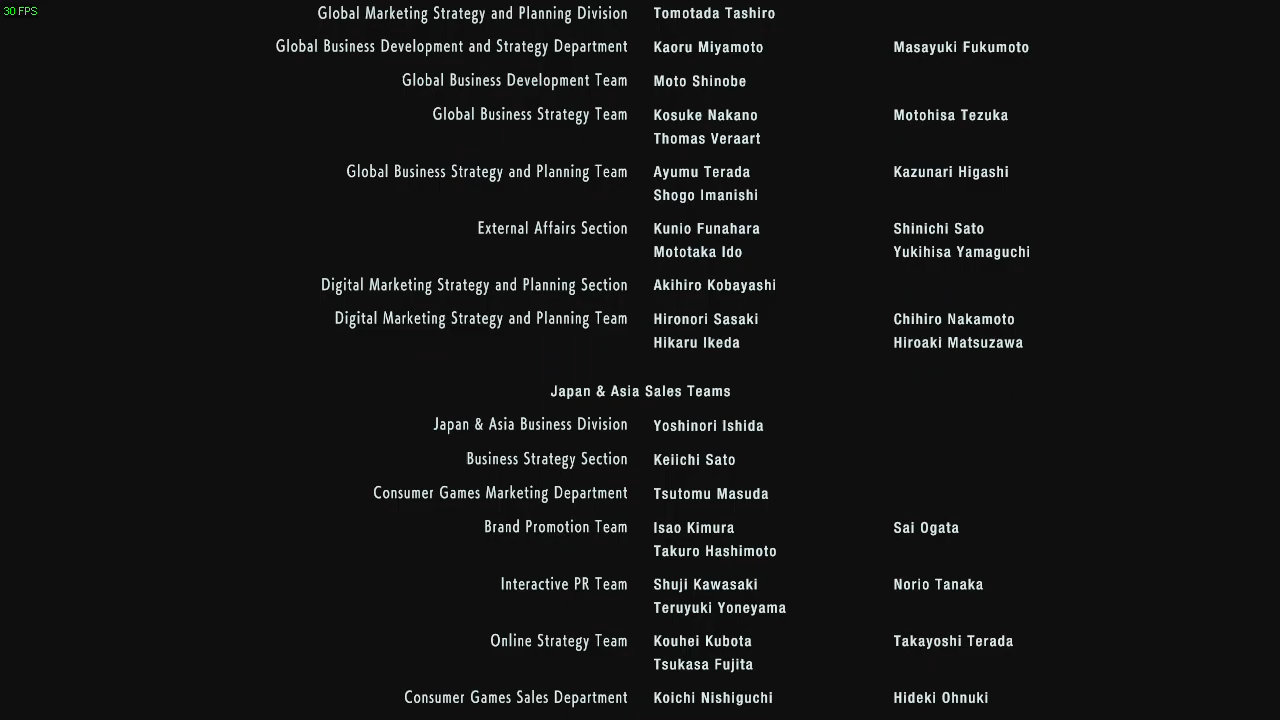 30 FPS
Global Marketing Strategy and Planning Division Tomotada Tashiro
Global Business Development and Strategy Department Kaoru Miyamoto Masayuki Fukumoto
Global Business Development Team Moto Shinobe
Global Business Strategy Team Kosuke Nakano Motohisa Tezuka
Thomas Veraart
Global Business Strategy and Planning Team Ayumu Terada Kazunari Higashi
Shogo Imanishi
External Affairs Section Kunio Funahara Shinichi Sato
Mototaka Ido Yukihisa Yamaguchi
Digital Marketing Strategy and Planning Section Akihiro Kobayashi
Digital Marketing Strategy and Planning Team Hironori Sasaki Chihiro Nakamoto
Hikaru Ikeda Hiroaki Matsuzawa
Japan & Asia Sales Teams
Japan & Asia Business Division Yoshinori Ishida
Business Strategy Section Keiichi Sato
Consumer Games Marketing Department Tsutomu Masuda
Brand Promotion Team Isao Kimura Sai Ogata
Takuro Hashimoto
Interactive PR Team Shuji Kawasaki Norio Tanaka
Teruyuki Yoneyama
Online Strategy Team Kouhei Kubota Takayoshi Terada
Tsukasa Fujita
Consumer Games Sales Department Koichi Nishiguchi Hideki Ohnuki